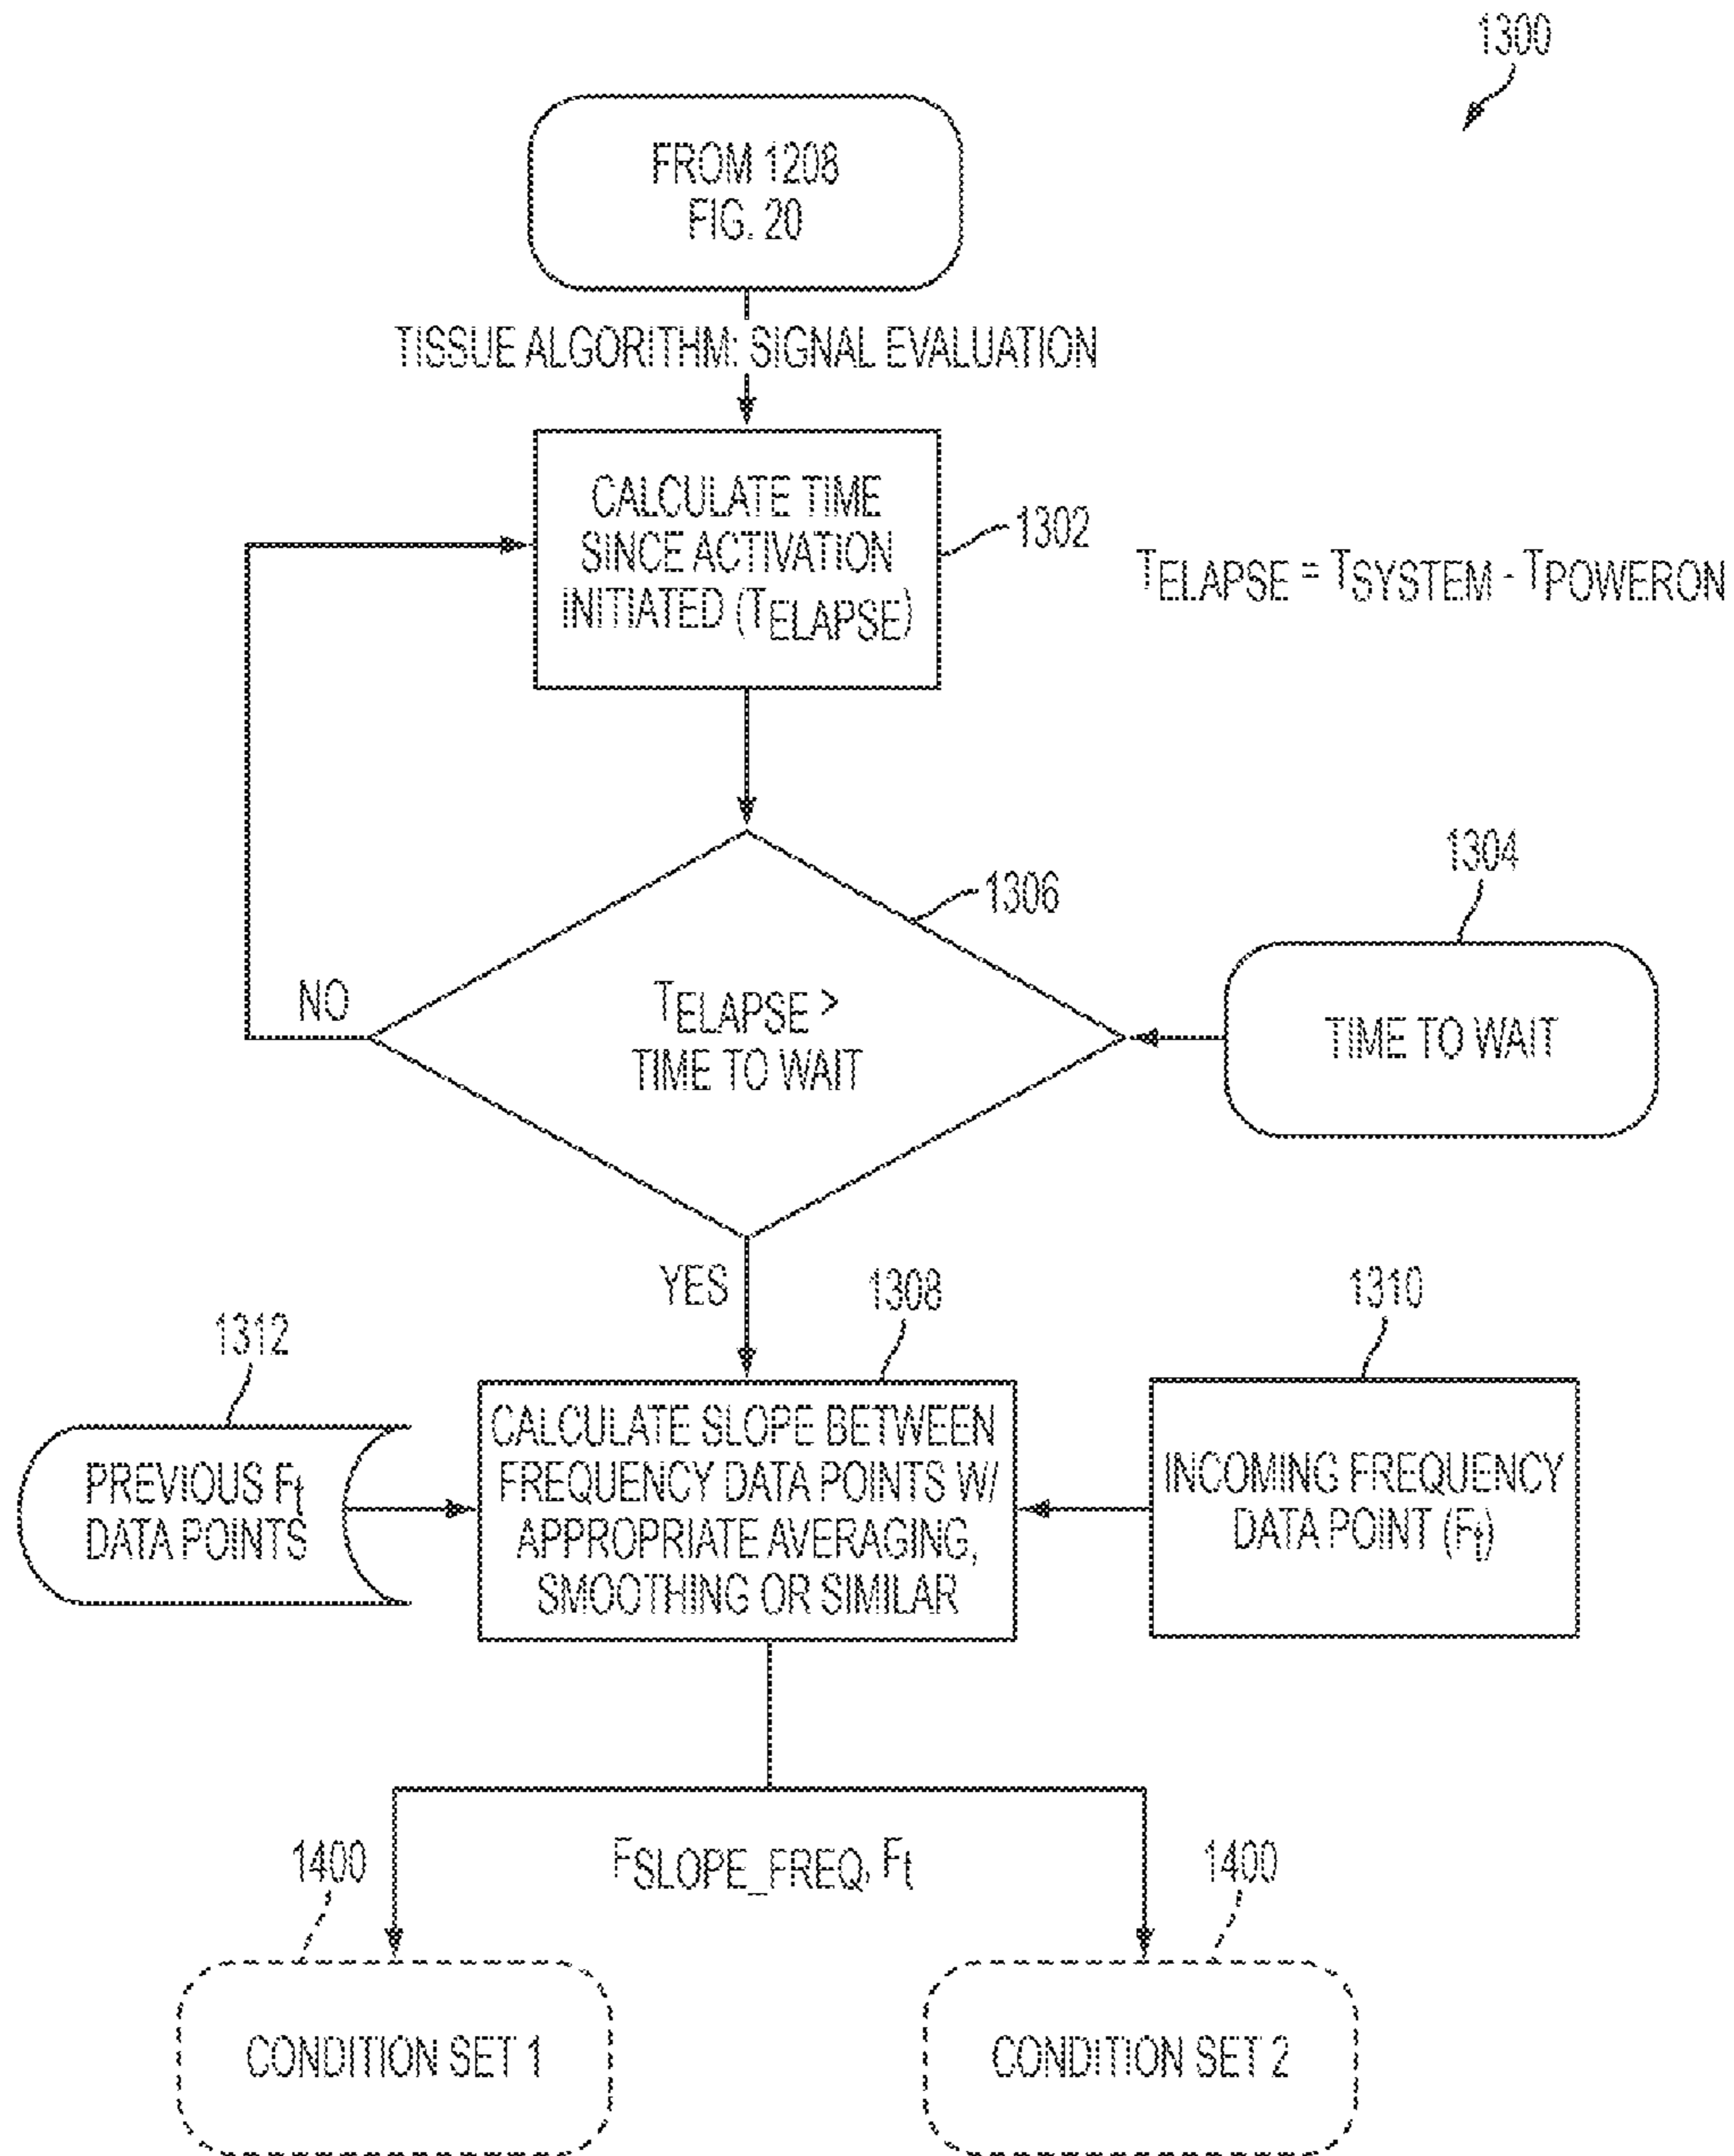 1300
FROM 1208
FIG. 20
TISSUE ALGORITHM: SIGNAL EVALUATION
CALCULATE TIME
SINCE ACTIVATION
INITIATED (TELAPSE)
1302
TELAPSE = TSYSTEM - TPOWERON
1304
1306
NO
TELAPSE >
TIME TO WAIT
TIME TO WAIT
YES
1308
1310
1312
PREVIOUS Ft
DATA POINTS
CALCULATE SLOPE BETWEEN
FREQUENCY DATA POINTS W/
APPROPRIATE AVERAGING,
SMOOTHING OR SIMILAR
INCOMING FREQUENCY
DATA POINT (Ft)
1400
FSLOPE_FREQ, Ft
1400
CONDITION SET 1
CONDITION SET 2